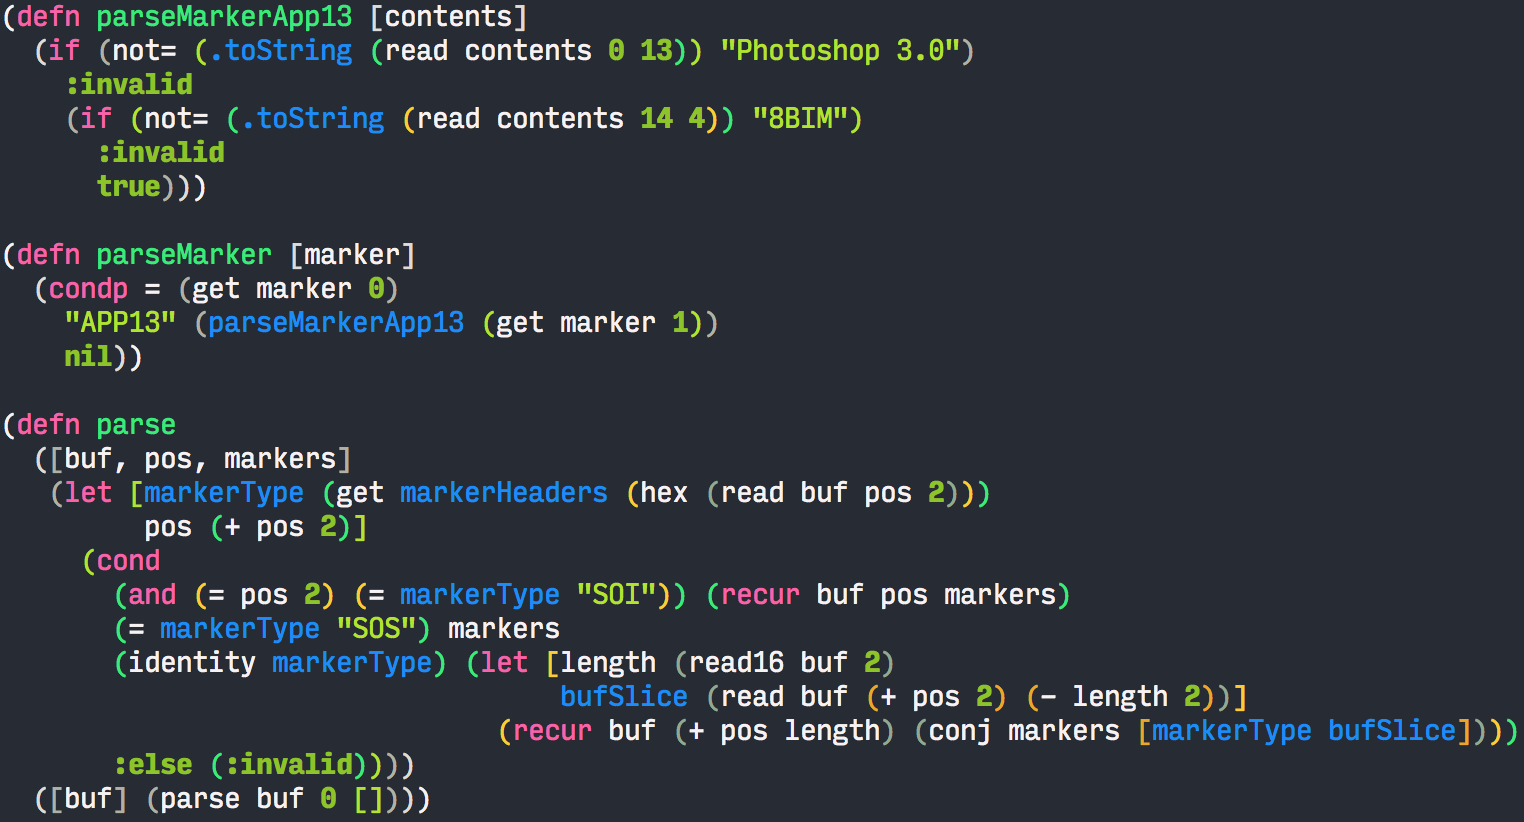 (defn parseMarkerApp13 [contents]
  (if (not= (.toString (read contents 0 13)) "Photoshop 3.0")
    :invalid
    (if (not= (.toString (read contents 14 4)) "8BIM")
      :invalid
      true)))

(defn parseMarker [marker]
  (condp = (get marker 0)
    "APP13" (parseMarkerApp13 (get marker 1))
    nil))

(defn parse
  ([buf, pos, markers]
   (let [markerType (get markerHeaders (hex (read buf pos 2)))
         pos (+ pos 2)]
     (cond
       (and (= pos 2) (= markerType "SOI")) (recur buf pos markers)
       (= markerType "SOS") markers
       (identity markerType) (let [length (read16 buf 2)
                                   bufSlice (read buf (+ pos 2) (- length 2))]
                               (recur buf (+ pos length) (conj markers [markerType bufSlice])))
       :else (:invalid))))
  ([buf] (parse buf 0 [])))